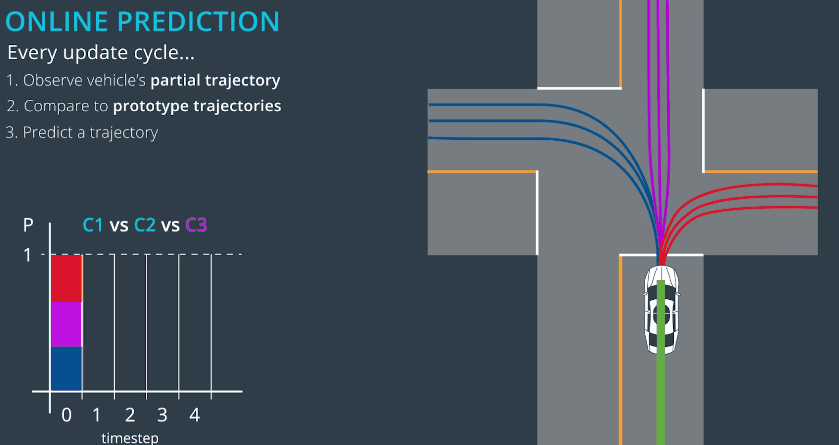 ONLINE PREDICTION
Every update cycle...
1. Observe vehicle's partial trajectory
2. Compare to prototype trajectories
3. Predict a trajectory
P
C1 vs C2 vs C3
1
0 1 2 3 4
timestep